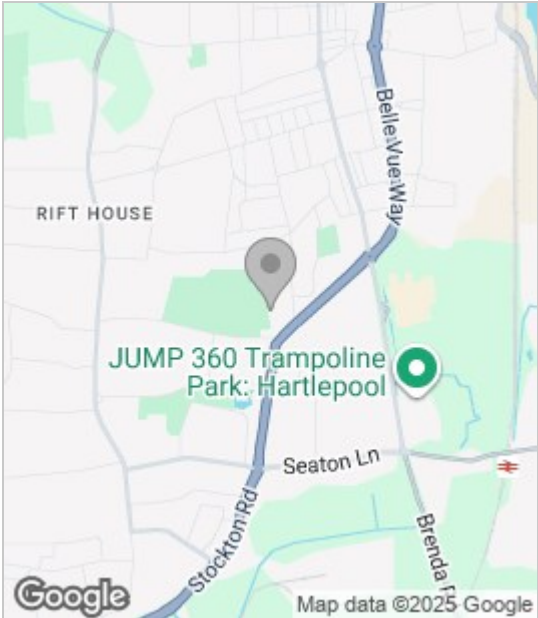 Belle Vue Way
RIFT HOUSE
JUMP 360 Trampoline
Park: Hartlepool
Seaton Ln
Stockton Rd
Brenda
Google
Map data ©2025 Google